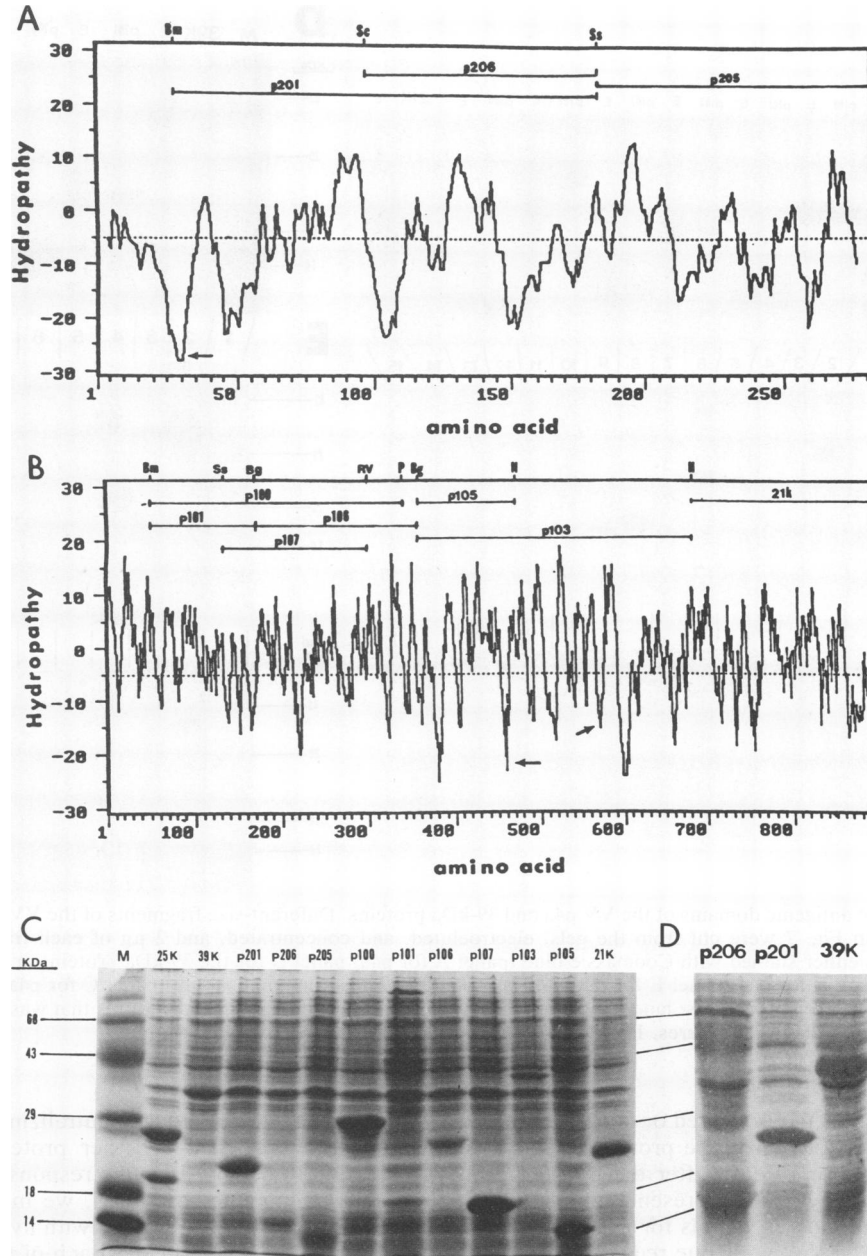 A
Bm Sc Ss
30
p206
p201 p205
20
10
0
-10
-20
-30
Hydropathy
1 50 100 150 200 250
amino acid
B
Sm Sc Bg RV P Bg H H
30
p100 p105 21k
p101 p106
p107 p103
20
10
0
-10
-20
-30
Hydropathy
1 100 200 300 400 500 600 700 800
amino acid
C
KDa
M 25K 39K p201 p206 p205 p100 p101 p106 p107 p103 p105 21K
68
43
29
18
14
D
p206 p201 39K